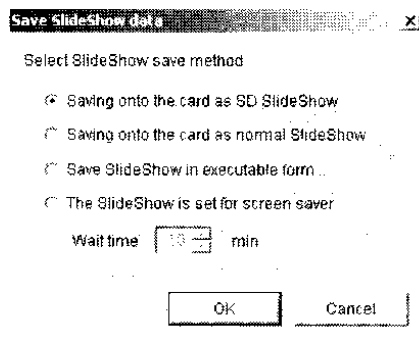 Save SlideShow data
Select SlideShow save method
Saving onto the card as SD SlideShow
Saving onto the card as normal SlideShow
Save SlideShow in executable form ..
The SlideShow is set for screen saver
Wait time 10 min
OK Cancel